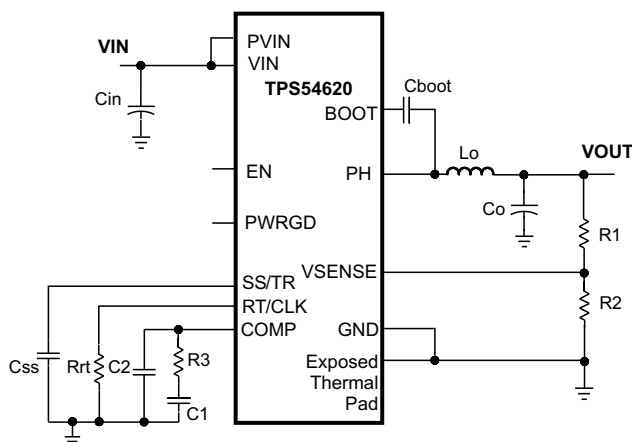 VIN
PVIN
VIN
TPS54620
Cboot
Cin
BOOT
Lo
VOUT
EN
PH
Co
PWRGD
R1
VSENSE
SS/TR
RT/CLK
R2
COMP
GND
Css
Rrt
C2
R3
Exposed
Thermal
Pad
C1